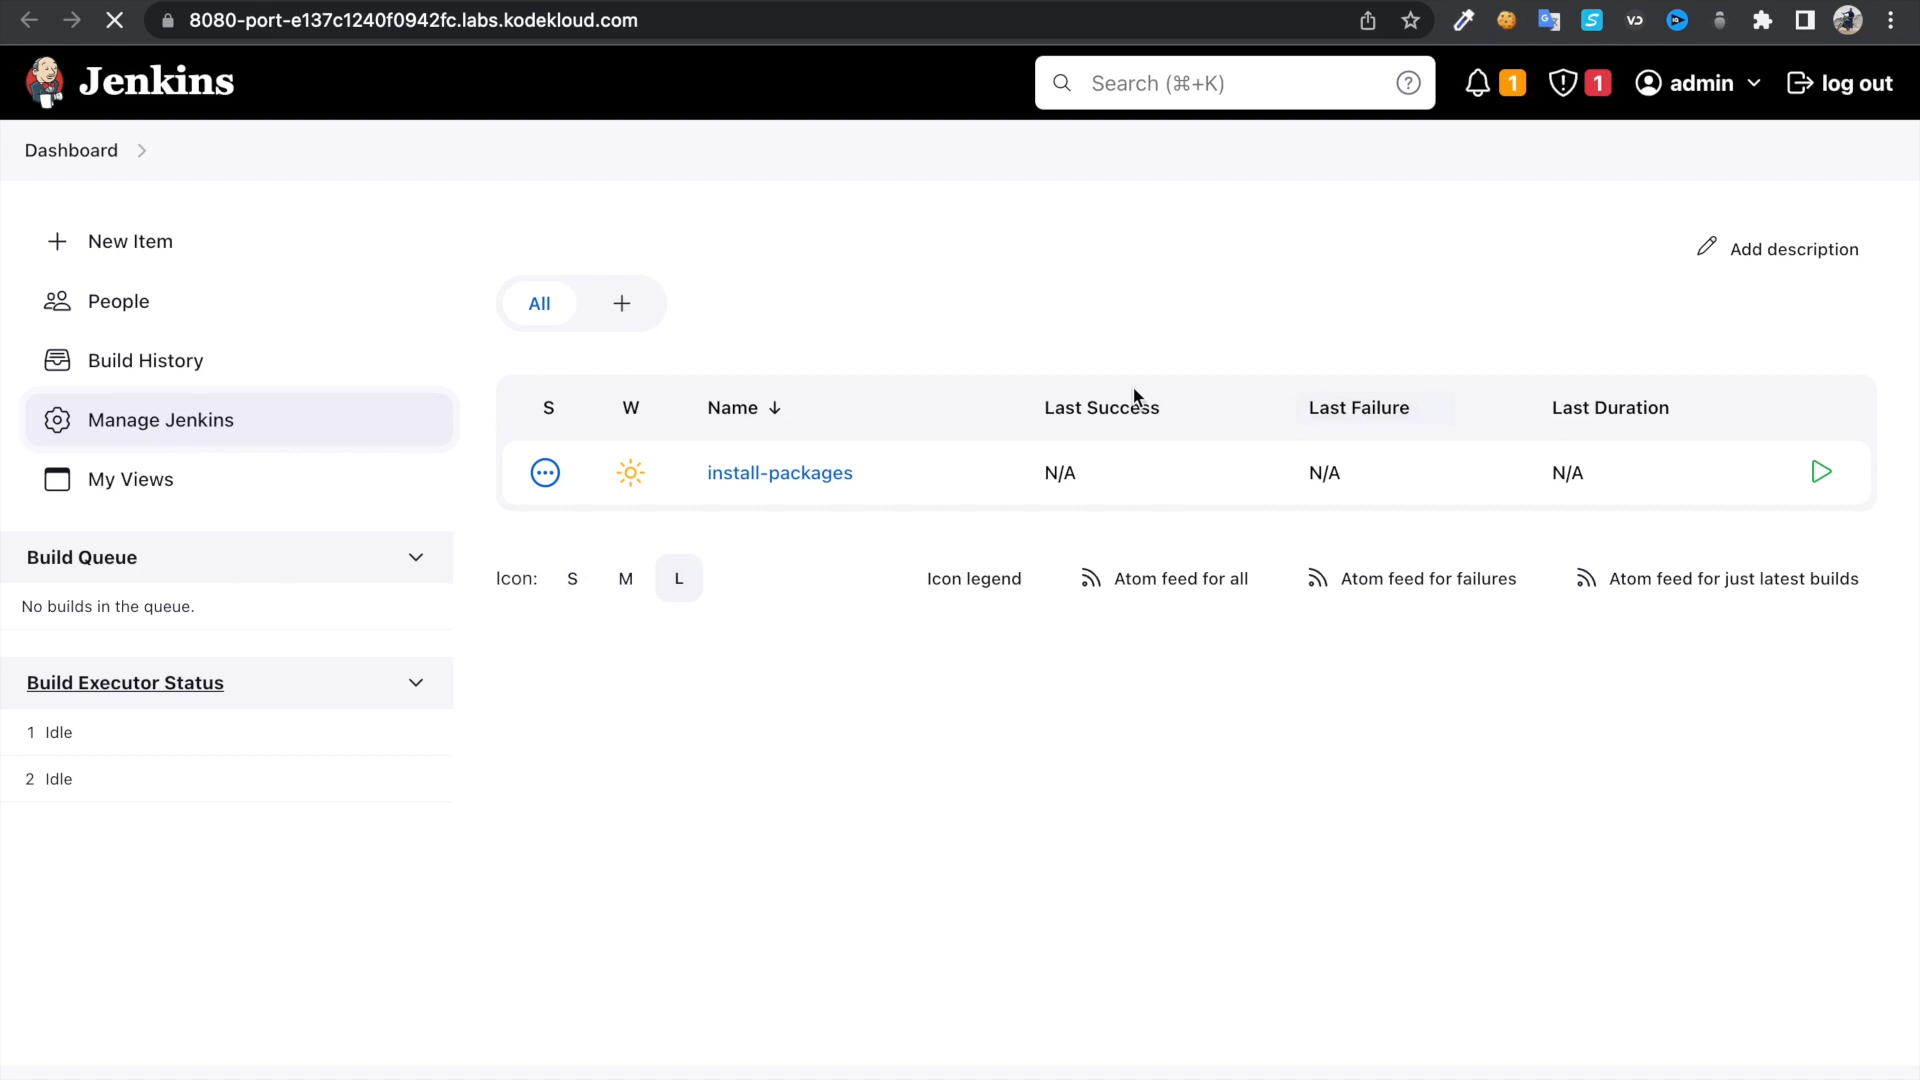 8080-port-e137c1240f0942fc.labs.kodekloud.com
Jenkins
Search (⌘+K)
1
1
admin
log out
Dashboard
New Item
People
Build History
Manage Jenkins
My Views
Build Queue
No builds in the queue.
Build Executor Status
1 Idle
2 Idle
Add description
All
S W Name ↓ Last Success Last Failure Last Duration
install-packages N/A N/A N/A
Icon: S M L
Icon legend
Atom feed for all
Atom feed for failures
Atom feed for just latest builds